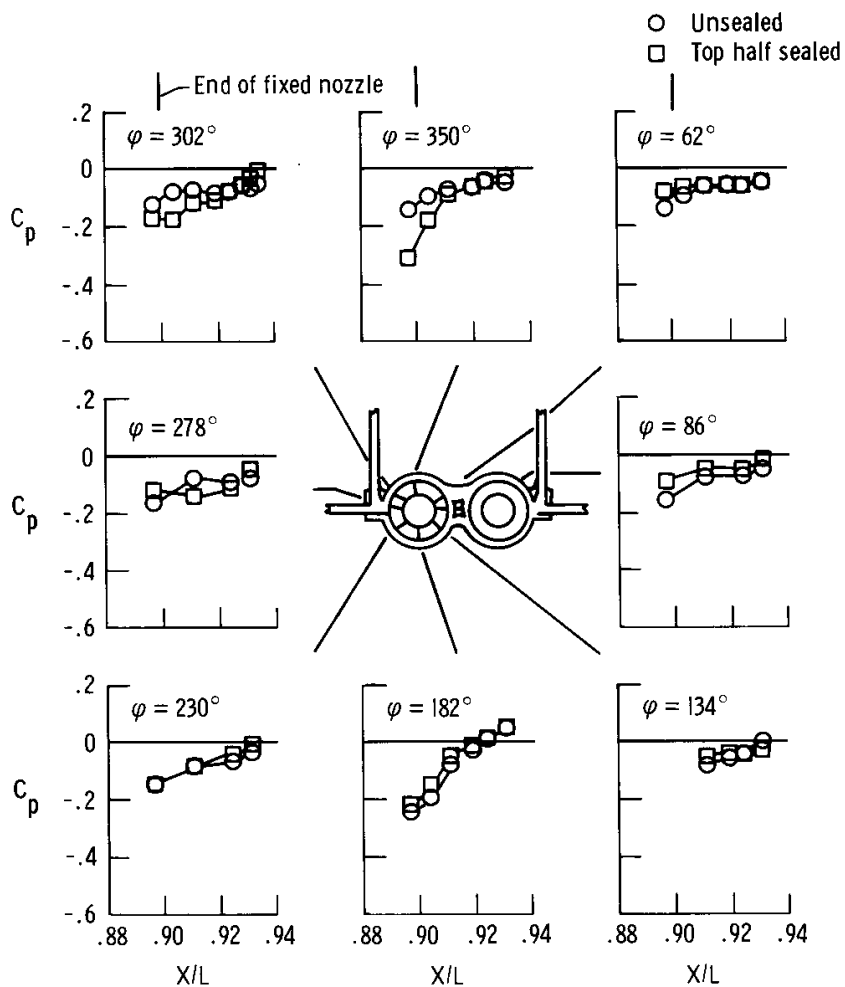 ○ Unsealed
□ Top half sealed
End of fixed nozzle
φ = 302°
φ = 350°
φ = 62°
.2
0
-.2
-.4
-.6
C_p
φ = 278°
φ = 86°
.2
0
-.2
-.4
-.6
φ = 230°
φ = 182°
φ = 134°
.2
0
-.2
-.4
-.6
C_p
.88 .90 .92 .94 .88 .90 .92 .94 .88 .90 .92 .94
X/L X/L X/L